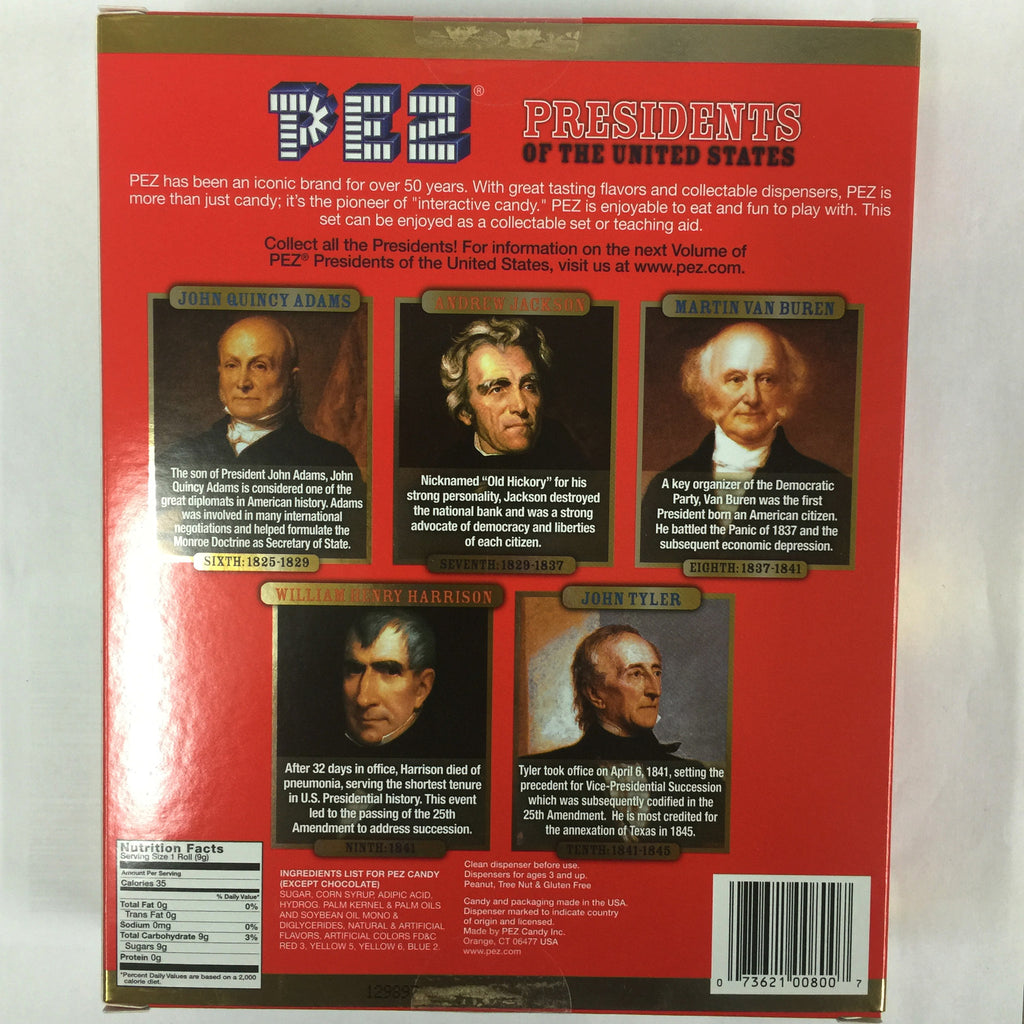 PEZ®
PRESIDENTS
OF THE UNITED STATES
PEZ has been an iconic brand for over 50 years. With great tasting flavors and collectable dispensers, PEZ is
more than just candy; it's the pioneer of "interactive candy." PEZ is enjoyable to eat and fun to play with. This
set can be enjoyed as a collectable set or teaching aid.
Collect all the Presidents! For information on the next Volume of
PEZ® Presidents of the United States, visit us at www.pez.com.
JOHN QUINCY ADAMS
The son of President John Adams, John
Quincy Adams is considered one of the
great diplomats in American history. Adams
was involved in many international
negotiations and helped formulate the
Monroe Doctrine as Secretary of State.
SIXTH: 1825-1829
ANDREW JACKSON
Nicknamed “Old Hickory” for his
strong personality, Jackson destroyed
the national bank and was a strong
advocate of democracy and liberties
of each citizen.
SEVENTH: 1829-1837
MARTIN VAN BUREN
A key organizer of the Democratic
Party, Van Buren was the first
President born an American citizen.
He battled the Panic of 1837 and the
subsequent economic depression.
EIGHTH: 1837-1841
WILLIAM HENRY HARRISON
After 32 days in office, Harrison died of
pneumonia, serving the shortest tenure
in U.S. Presidential history. This event
led to the passing of the 25th
Amendment to address succession.
NINTH: 1841
JOHN TYLER
Tyler took office on April 6, 1841, setting the
precedent for Vice-Presidential Succession
which was subsequently codified in the
25th Amendment. He is most credited for
the annexation of Texas in 1845.
TENTH: 1841-1845
Nutrition Facts
Serving Size 1 Roll (9g)
Amount Per Serving
Calories 35
% Daily Value*
Total Fat 0g 0%
Trans Fat 0g
Sodium 0mg 0%
Total Carbohydrate 9g 3%
Sugars 9g
Protein 0g
*Percent Daily Values are based on a 2,000
calorie diet.
INGREDIENTS LIST FOR PEZ CANDY
(EXCEPT CHOCOLATE)
SUGAR, CORN SYRUP, ADIPIC ACID,
HYDROG. PALM KERNEL & PALM OILS
AND SOYBEAN OIL MONO &
DIGLYCERIDES, NATURAL & ARTIFICIAL
FLAVORS, ARTIFICIAL COLORS FD&C
RED 3, YELLOW 5, YELLOW 6, BLUE 2.
Clean dispenser before use.
Dispensers for ages 3 and up.
Peanut, Tree Nut & Gluten Free
Candy and packaging made in the USA.
Dispenser marked to indicate country
of origin and licensed.
Made by PEZ Candy Inc.
Orange, CT 06477 USA
www.pez.com
0 73621 00800 7